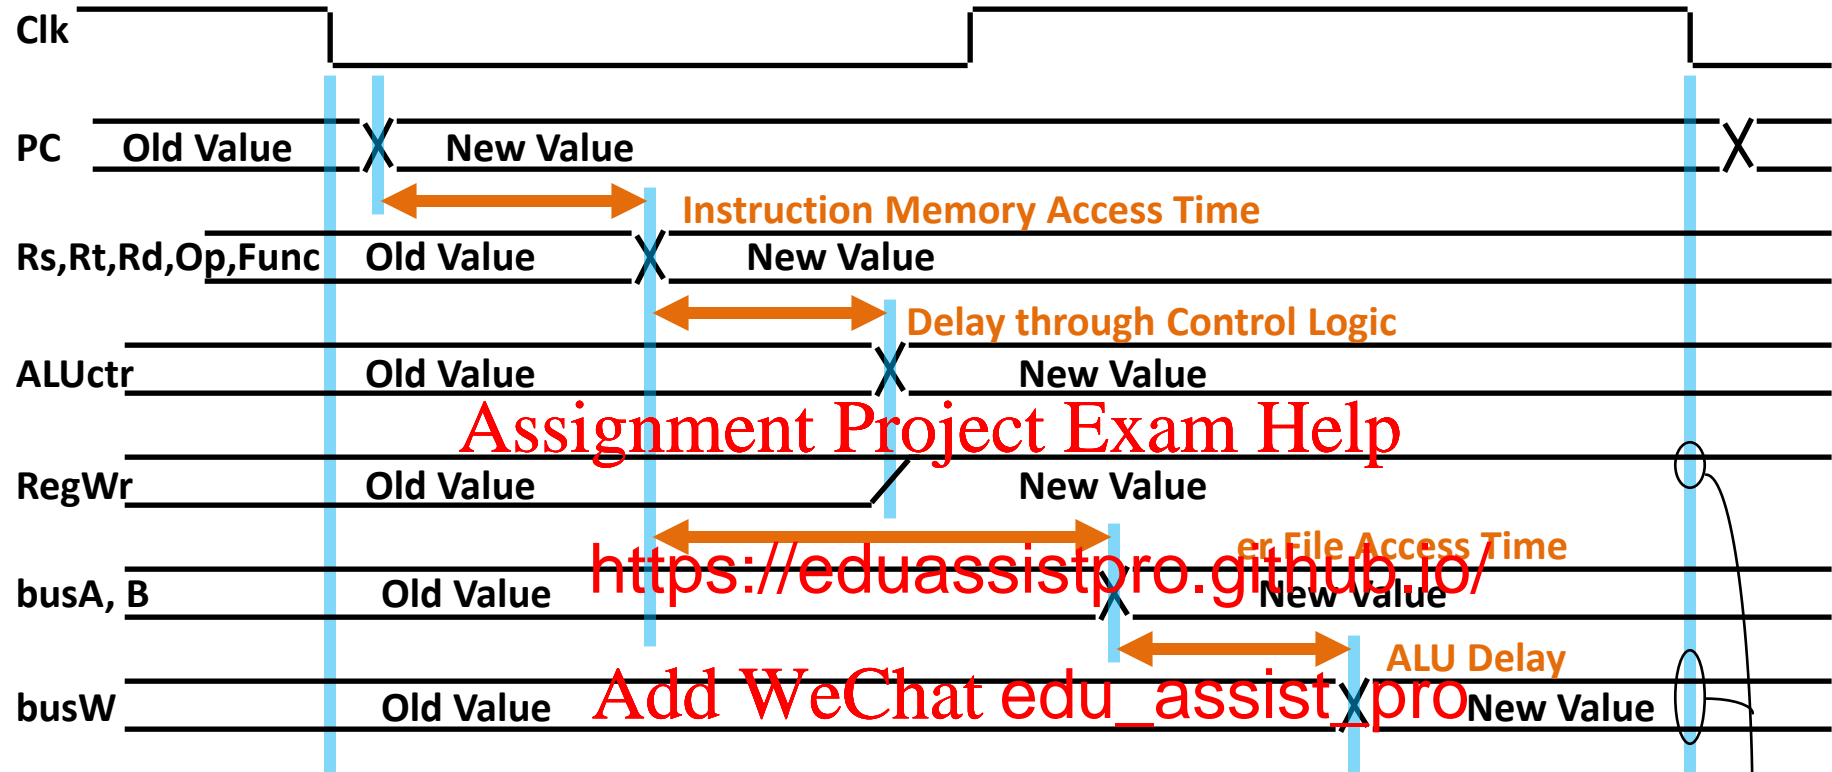 Clk
PC Old Value New Value
Instruction Memory Access Time
Rs,Rt,Rd,Op,Func Old Value New Value
Delay through Control Logic
ALUctr Old Value New Value
Assignment Project Exam Help
RegWr Old Value New Value
er File Access Time
https://eduassistpro.github.io/
busA, B Old Value New Value
ALU Delay
Add WeChat edu_assist_pro
busW Old Value New Value